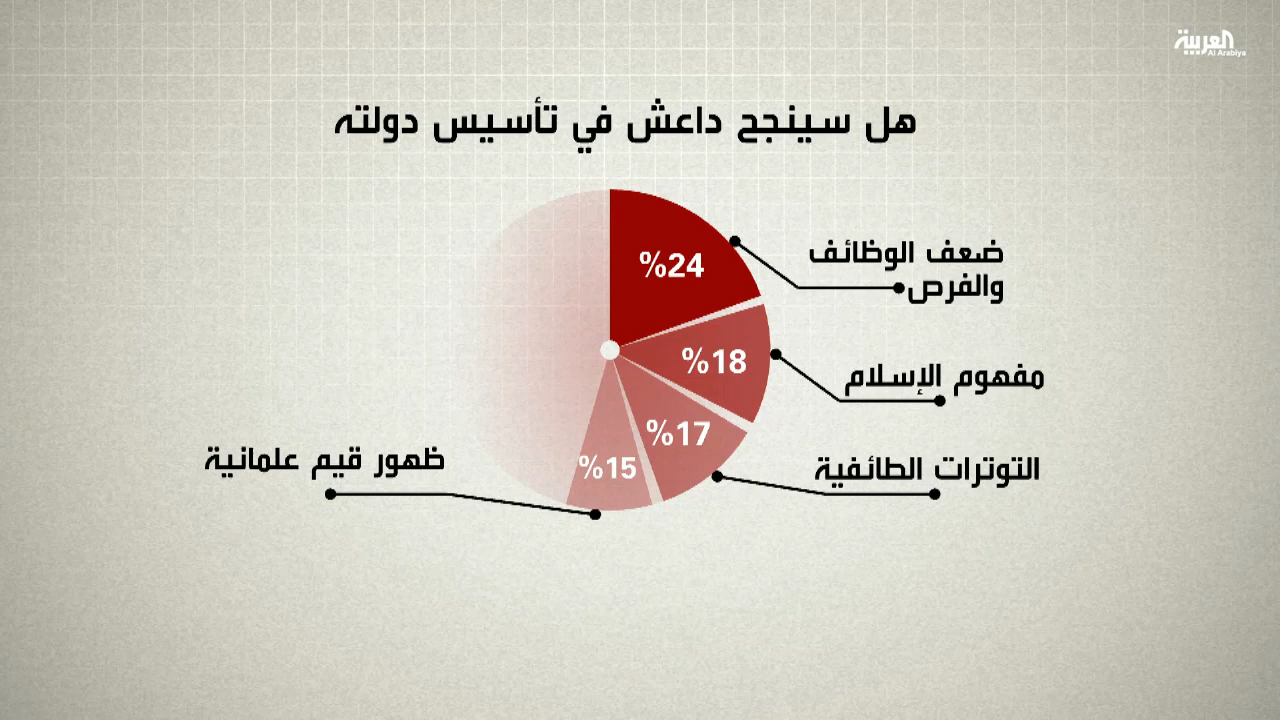 العربية
Al Arabiya
هل سينجح داعش في تأسيس دولته
%24
ضعف الوظائف
والفرص
%18
مفهوم الإسلام
%17
التوترات الطائفية
%15
ظهور قيم علمانية